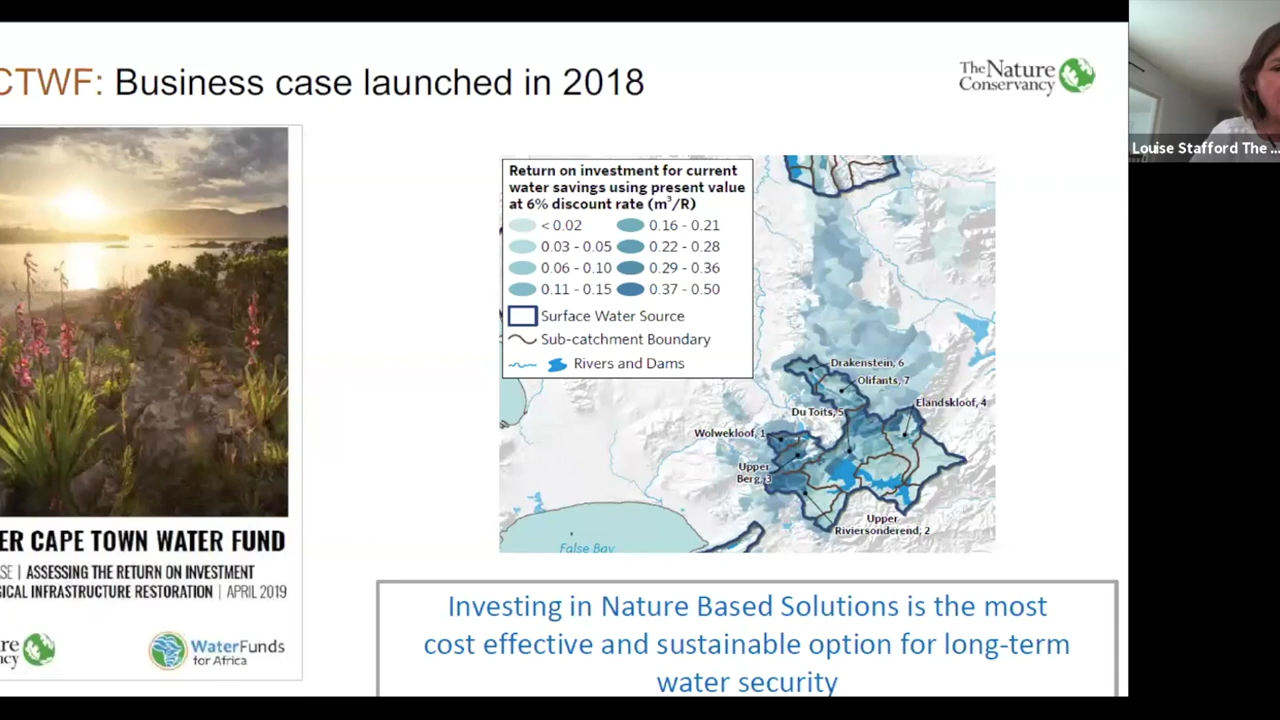 CTWF: Business case launched in 2018
The Nature
Conservancy
Louise Stafford The ...
Return on investment for current
water savings using present value
at 6% discount rate (m³/R)
< 0.02
0.16 - 0.21
0.03 - 0.05
0.22 - 0.28
0.06 - 0.10
0.29 - 0.36
0.11 - 0.15
0.37 - 0.50
Surface Water Source
Sub-catchment Boundary
Rivers and Dams
Drakenstein, 6
Olifants, 7
Elandskloof, 4
Du Toits, 5
Wolwekloof, 1
Upper
Berg, 3
Upper
Riviersonderend, 2
False Bay
ER CAPE TOWN WATER FUND
SE | ASSESSING THE RETURN ON INVESTMENT
GICAL INFRASTRUCTURE RESTORATION | APRIL 2019
re
ncy
WaterFunds
for Africa
Investing in Nature Based Solutions is the most
cost effective and sustainable option for long-term
water security